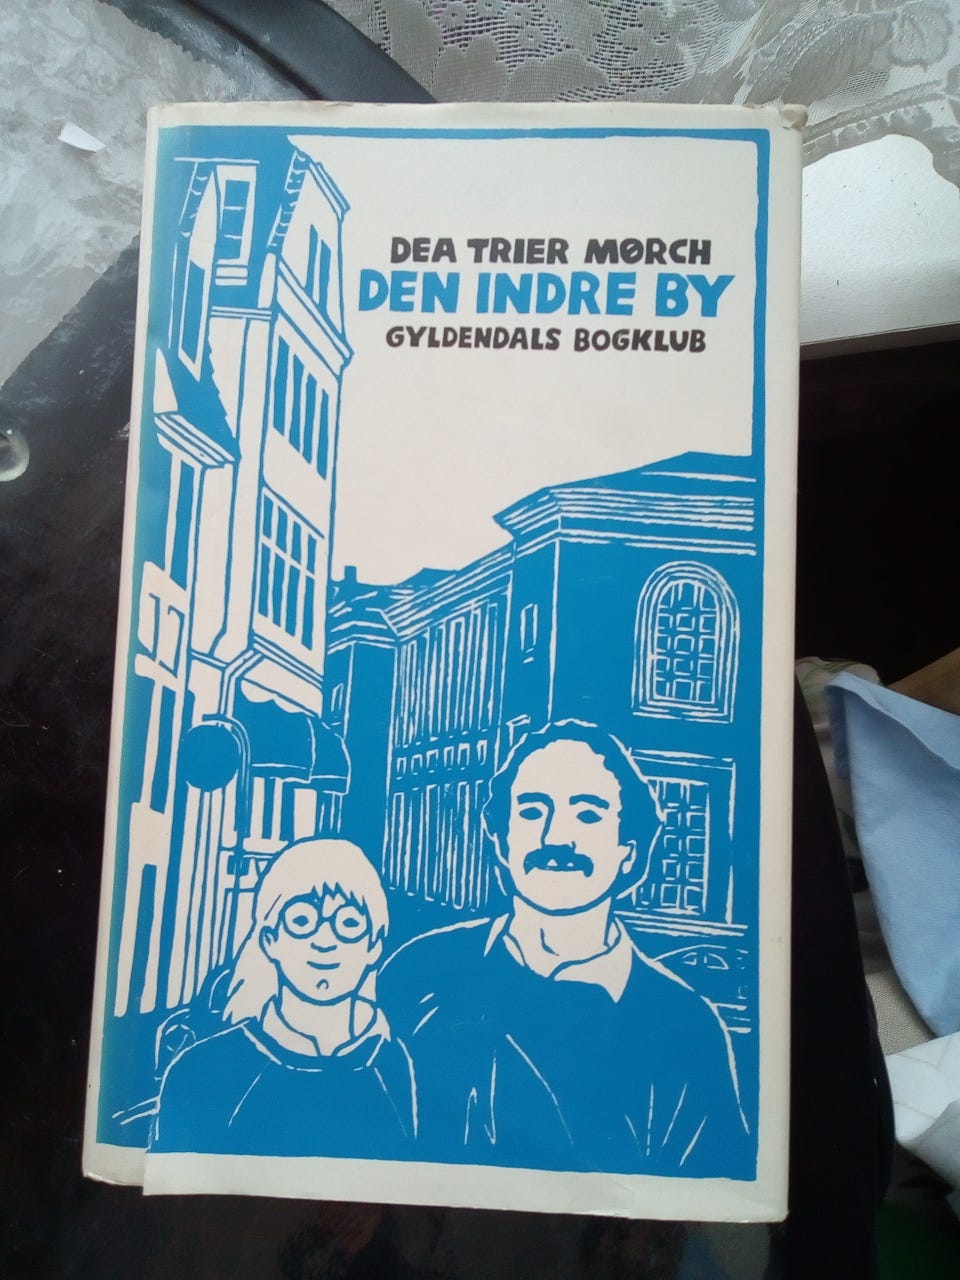 DEA TRIER MØRCH
DEN INDRE BY
GYLDENDALS BOGKLUB